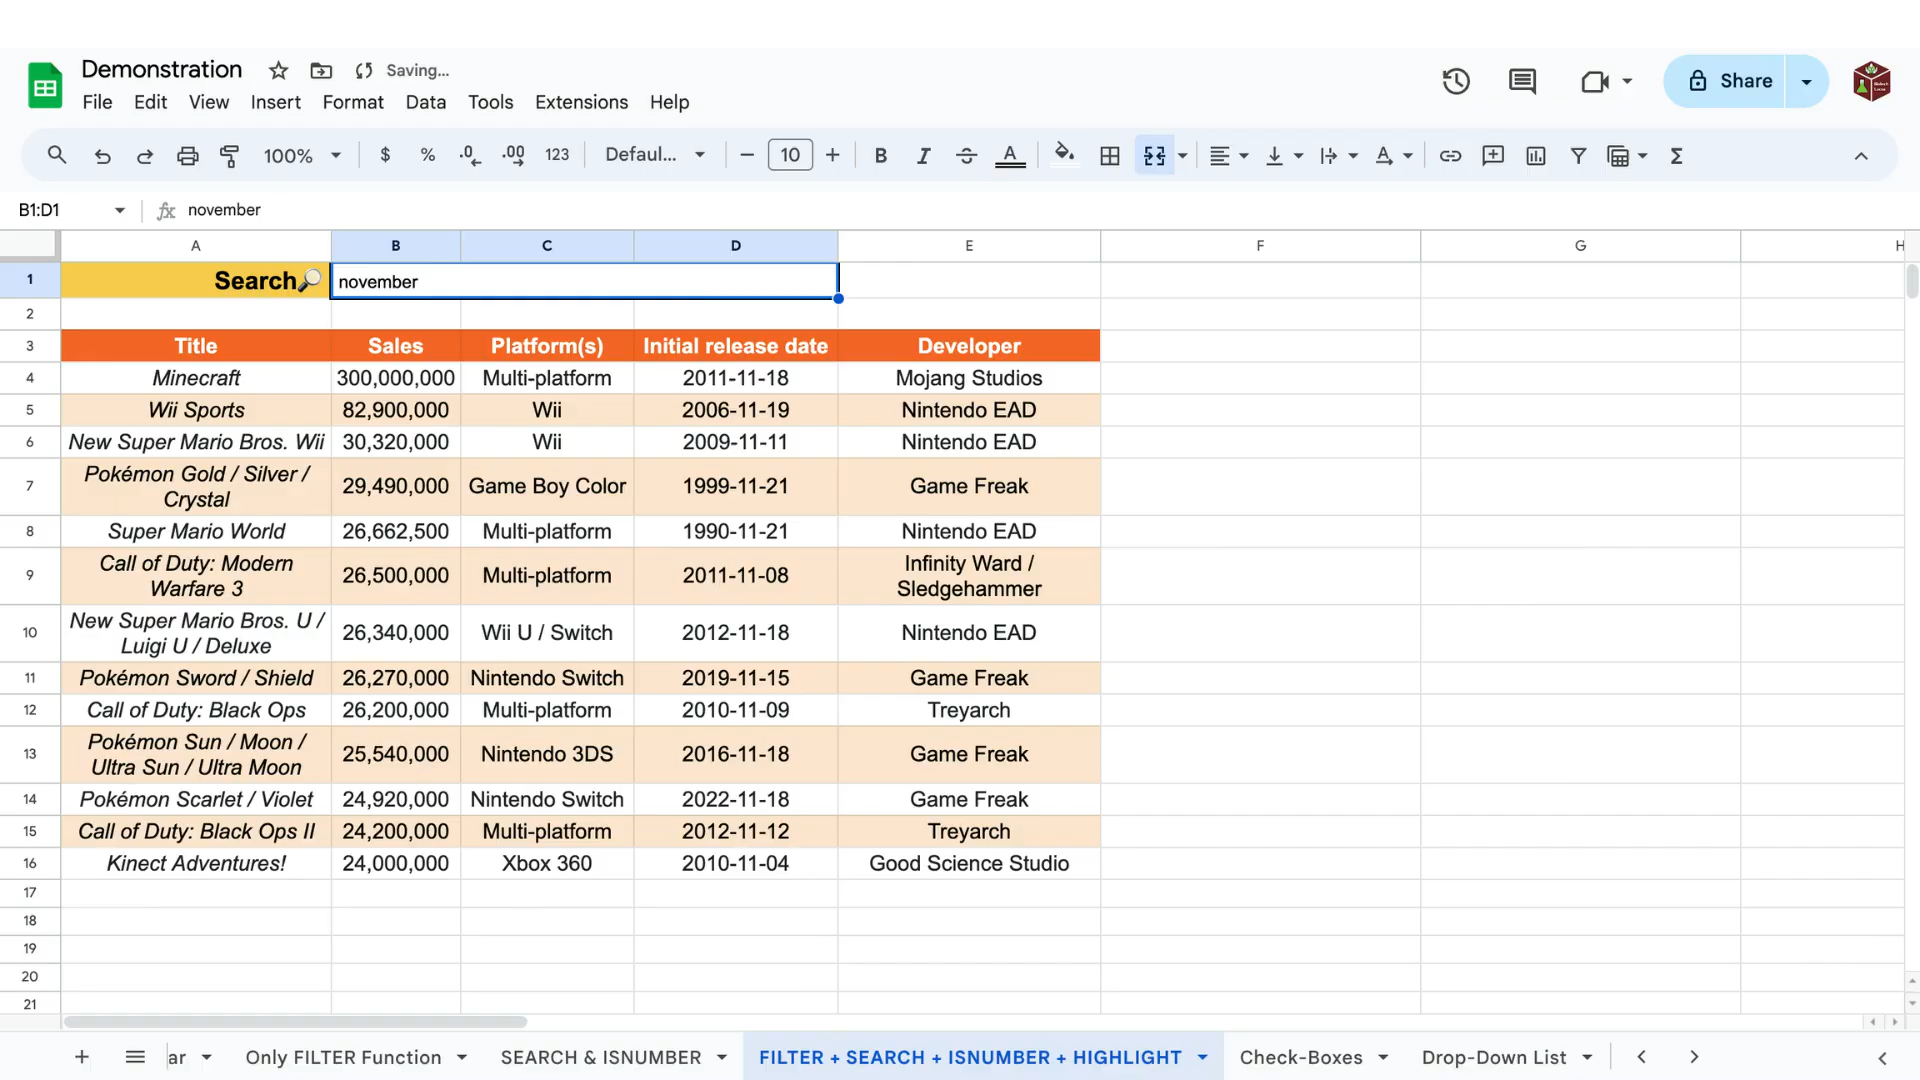 Demonstration Saving...
File Edit View Insert Format Data Tools Extensions Help
Share
100% $ % .0 .00 123 Defaul... 10 B I A
B1:D1 fx november
A B C D E F G H
1 Search november
2
3 Title Sales Platform(s) Initial release date Developer
4 Minecraft 300,000,000 Multi-platform 2011-11-18 Mojang Studios
5 Wii Sports 82,900,000 Wii 2006-11-19 Nintendo EAD
6 New Super Mario Bros. Wii 30,320,000 Wii 2009-11-11 Nintendo EAD
7 Pokémon Gold / Silver /
Crystal 29,490,000 Game Boy Color 1999-11-21 Game Freak
8 Super Mario World 26,662,500 Multi-platform 1990-11-21 Nintendo EAD
9 Call of Duty: Modern
Warfare 3 26,500,000 Multi-platform 2011-11-08 Infinity Ward /
Sledgehammer
10 New Super Mario Bros. U /
Luigi U / Deluxe 26,340,000 Wii U / Switch 2012-11-18 Nintendo EAD
11 Pokémon Sword / Shield 26,270,000 Nintendo Switch 2019-11-15 Game Freak
12 Call of Duty: Black Ops 26,200,000 Multi-platform 2010-11-09 Treyarch
13 Pokémon Sun / Moon /
Ultra Sun / Ultra Moon 25,540,000 Nintendo 3DS 2016-11-18 Game Freak
14 Pokémon Scarlet / Violet 24,920,000 Nintendo Switch 2022-11-18 Game Freak
15 Call of Duty: Black Ops II 24,200,000 Multi-platform 2012-11-12 Treyarch
16 Kinect Adventures! 24,000,000 Xbox 360 2010-11-04 Good Science Studio
17
18
19
20
21
ar Only FILTER Function SEARCH & ISNUMBER FILTER + SEARCH + ISNUMBER + HIGHLIGHT Check-Boxes Drop-Down List